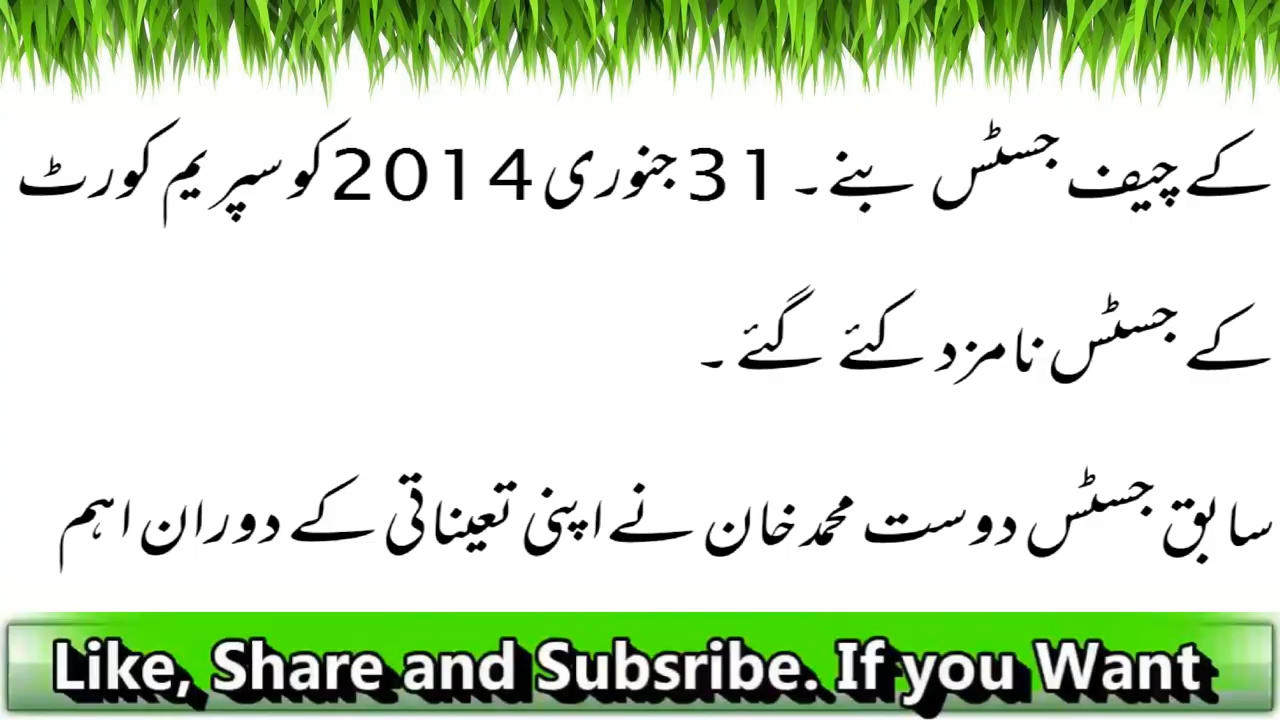 کے چیف جسٹس بنے۔ 31 جنوری 2014 کو سپریم کورٹ
کے جسٹس نامزد کئے گئے۔
سابق جسٹس دوست محمد خان نے اپنی تعیناتی کے دوران اہم
Like, Share and Subsribe. If you Want